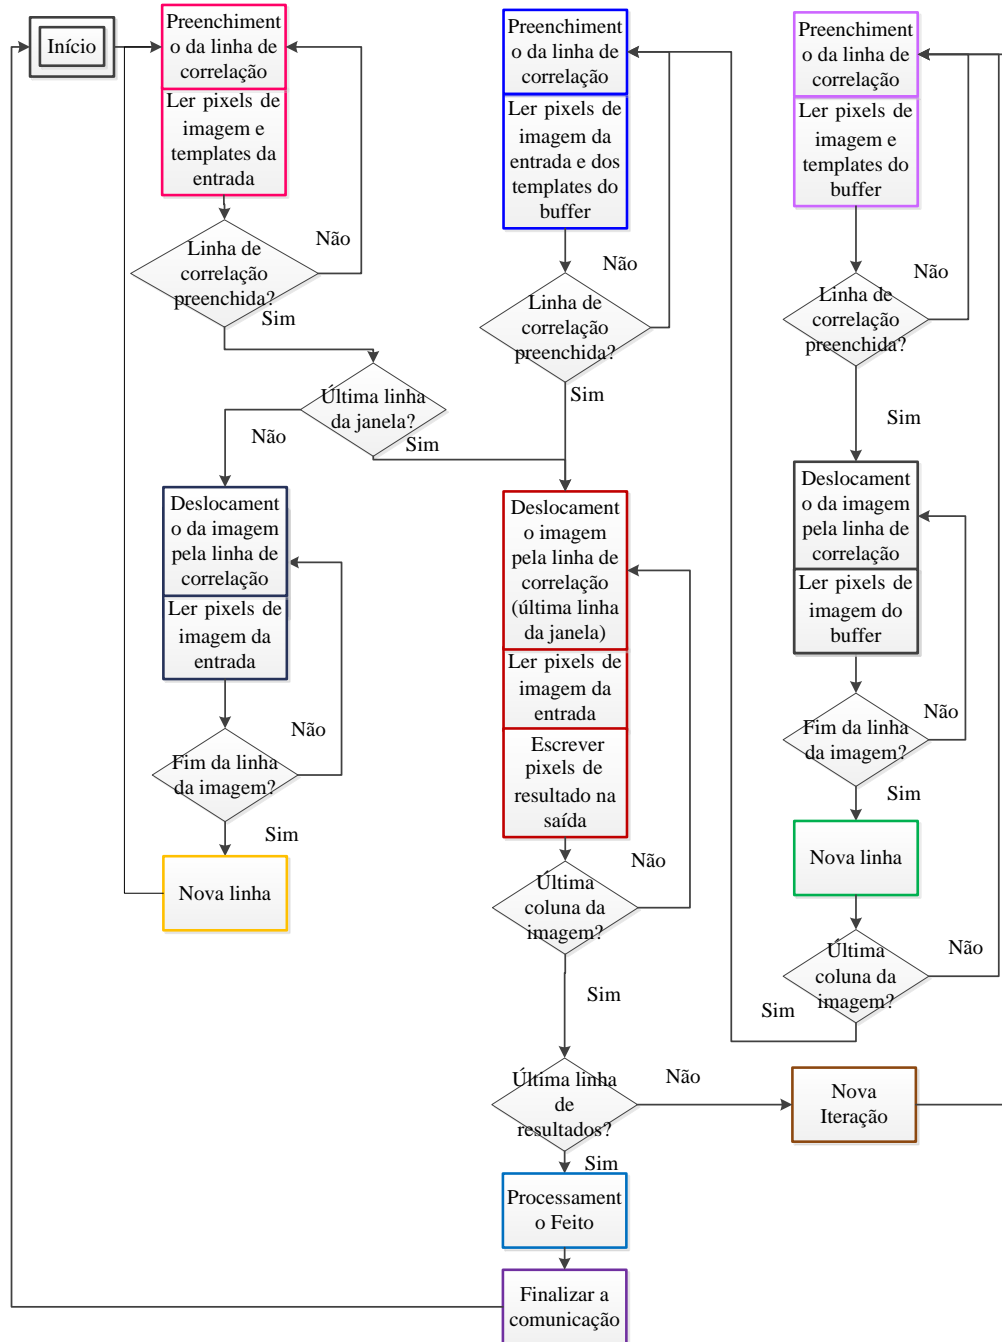 Início
Preenchiment
o da linha de
correlação
Ler pixels de
imagem e
templates da
entrada
Não
Linha de
correlação
preenchida?
Sim
Última linha
da janela?
Não
Sim
Deslocament
o da imagem
pela linha de
correlação
Ler pixels de
imagem da
entrada
Não
Fim da linha
da imagem?
Sim
Nova linha
Preenchiment
o da linha de
correlação
Ler pixels de
imagem da
entrada e dos
templates do
buffer
Não
Linha de
correlação
preenchida?
Sim
Deslocament
o imagem
pela linha de
correlação
(última linha
da janela)
Ler pixels de
imagem da
entrada
Escrever
pixels de
resultado na
saída
Não
Última
coluna da
imagem?
Sim
Última linha
de
resultados?
Não
Sim
Processament
o Feito
Finalizar a
comunicação
Preenchiment
o da linha de
correlação
Ler pixels de
imagem e
templates do
buffer
Não
Linha de
correlação
preenchida?
Sim
Deslocament
o da imagem
pela linha de
correlação
Ler pixels de
imagem do
buffer
Não
Fim da linha
da imagem?
Sim
Nova linha
Não
Última
coluna da
imagem?
Sim
Nova
Iteração